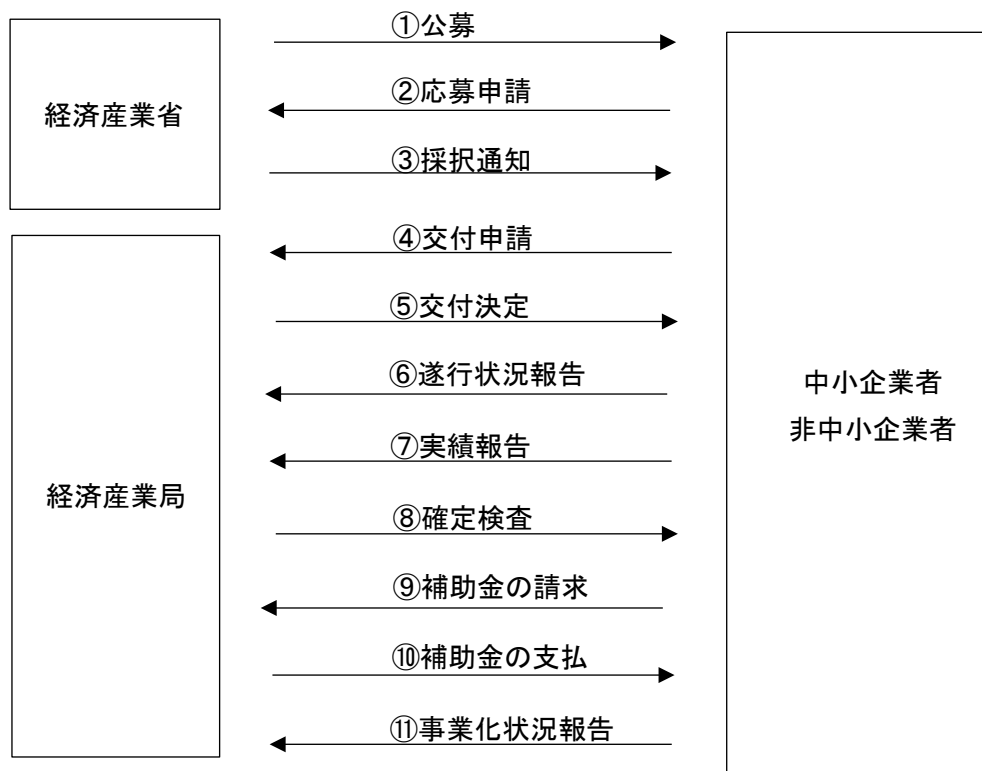 ①公募
②応募申請
経済産業省
③採択通知
④交付申請
⑤交付決定
⑥遂行状況報告
中小企業者
非中小企業者
⑦実績報告
経済産業局
⑧確定検査
⑨補助金の請求
⑩補助金の支払
⑪事業化状況報告